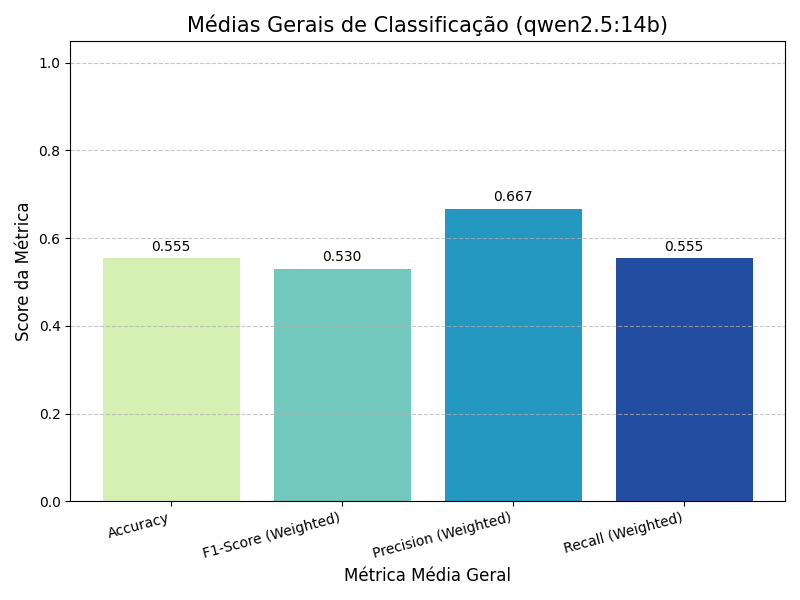 Médias Gerais de Classificação (qwen2.5:14b)
Score da Métrica
1.0
0.8
0.6
0.4
0.2
0.0
0.555
0.530
0.667
0.555
Accuracy
F1-Score (Weighted)
Precision (Weighted)
Recall (Weighted)
Métrica Média Geral